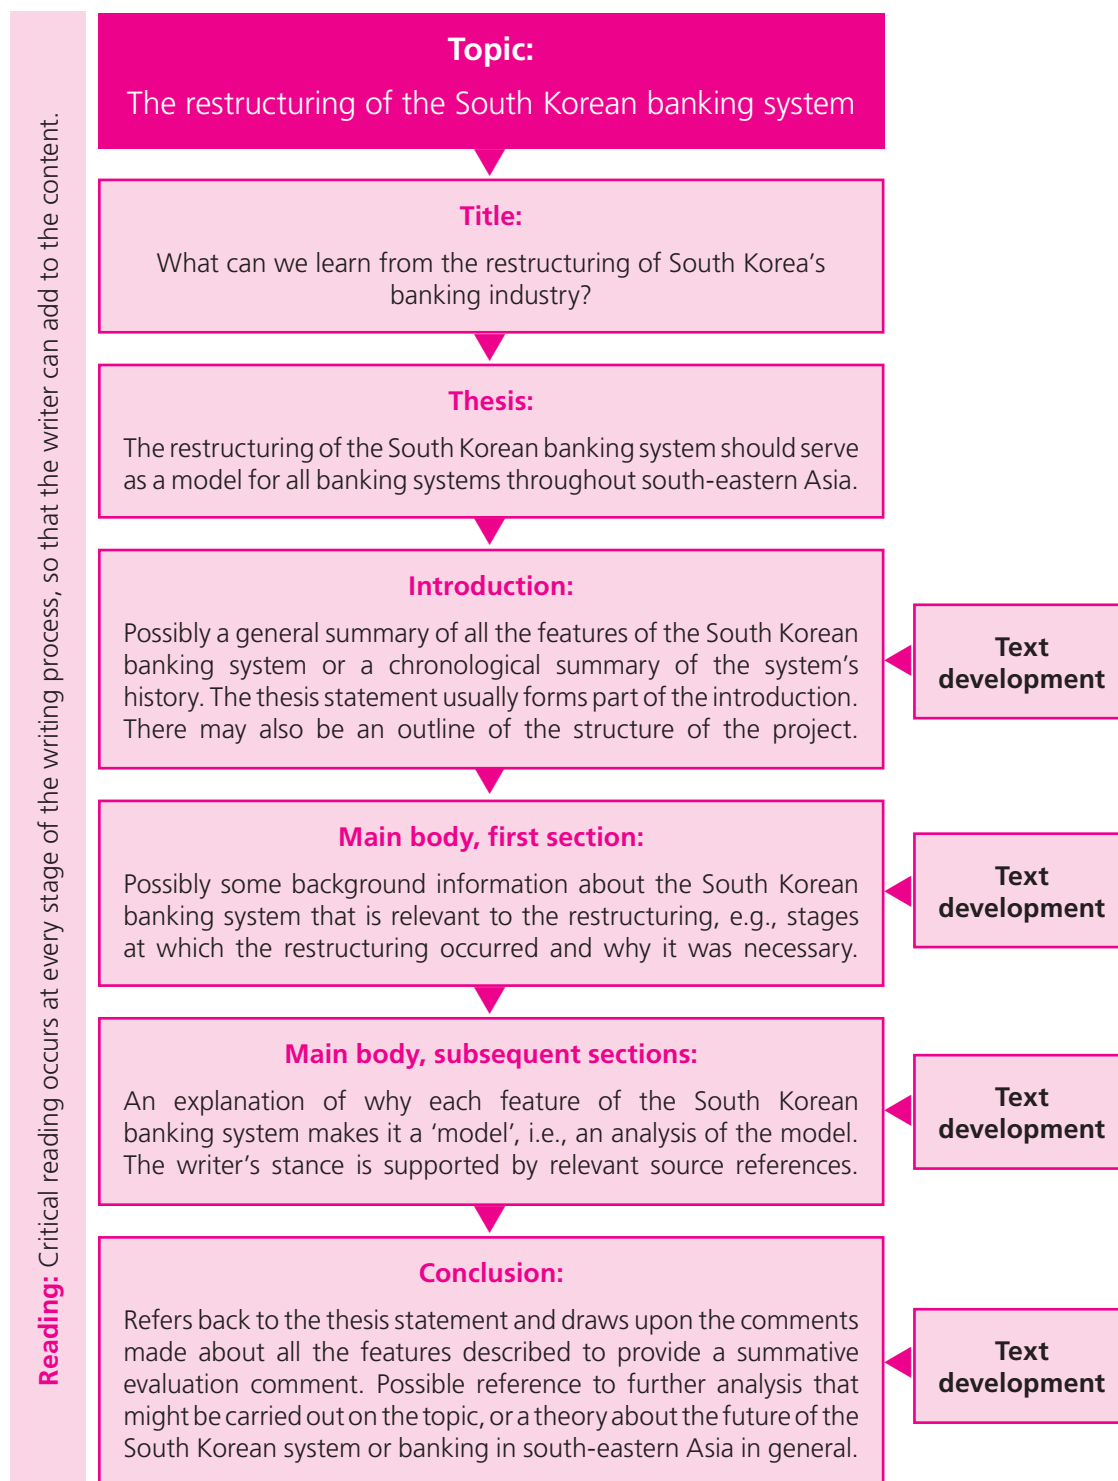 Reading: Critical reading occurs at every stage of the writing process, so that the writer can add to the content.
Topic:
The restructuring of the South Korean banking system
Title:
What can we learn from the restructuring of South Korea's
banking industry?
Thesis:
The restructuring of the South Korean banking system should serve
as a model for all banking systems throughout south-eastern Asia.
Introduction:
Possibly a general summary of all the features of the South Korean
banking system or a chronological summary of the system's
history. The thesis statement usually forms part of the introduction.
There may also be an outline of the structure of the project.
Text
development
Main body, first section:
Possibly some background information about the South Korean
banking system that is relevant to the restructuring, e.g., stages
at which the restructuring occurred and why it was necessary.
Text
development
Main body, subsequent sections:
An explanation of why each feature of the South Korean
banking system makes it a 'model', i.e., an analysis of the model.
The writer's stance is supported by relevant source references.
Text
development
Conclusion:
Refers back to the thesis statement and draws upon the comments
made about all the features described to provide a summative
evaluation comment. Possible reference to further analysis that
might be carried out on the topic, or a theory about the future of the
South Korean system or banking in south-eastern Asia in general.
Text
development